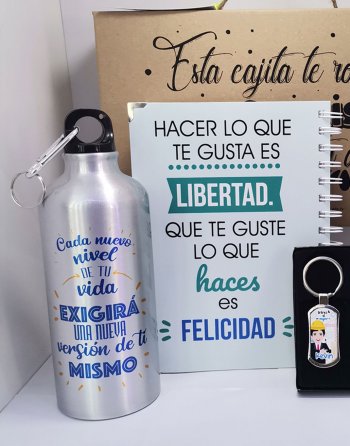 Esta cajita te
HACER LO QUE
TE GUSTA ES
LIBERTAD.
QUE TE GUSTE
LO QUE
haces
es
FELICIDAD
Cada nuevo
nivel
DE TU
vida
EXIGIRÁ
UNA NUEVA
versión de ti
MISMO